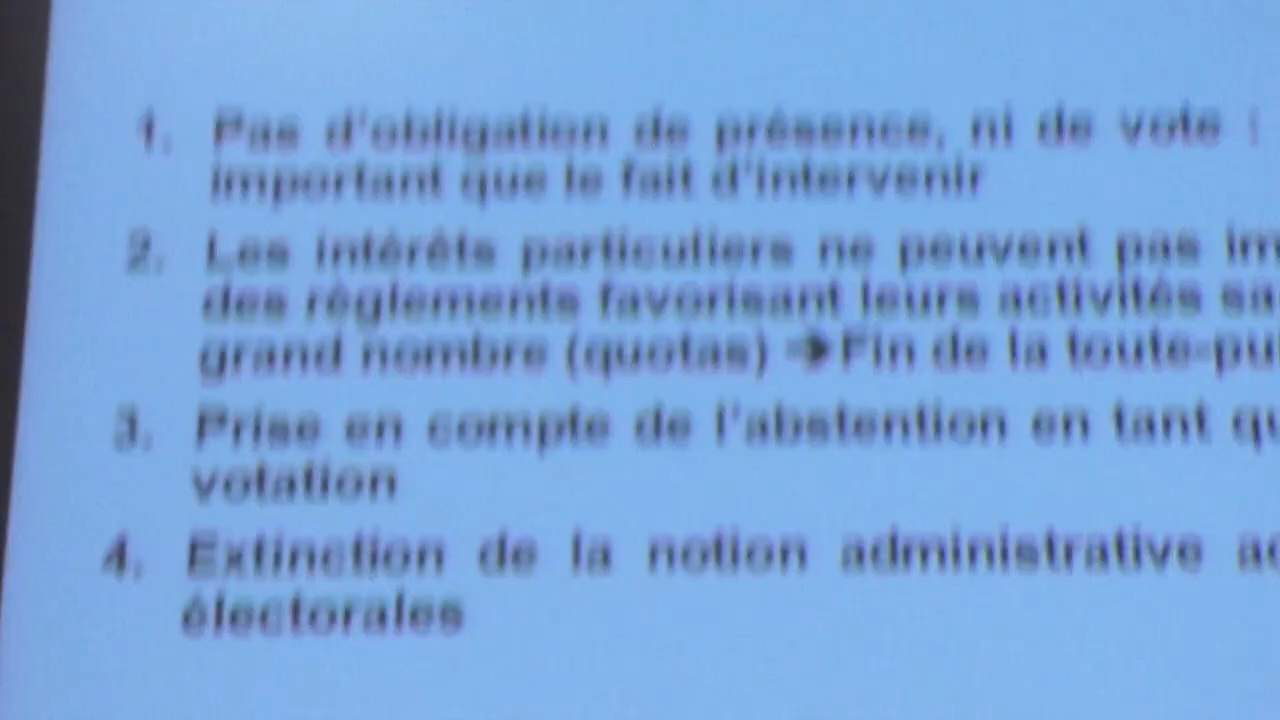 1. Pas d'obligation de présence, ni de vote :
important que le fait d'intervenir
2. Les intérêts particuliers ne peuvent pas
des règlements favorisant leurs activités
grand nombre (quotas) ➔Fin de la
3. Prise en compte de l'abstention en tant
votation
4. Extinction de la notion administrative
électorales